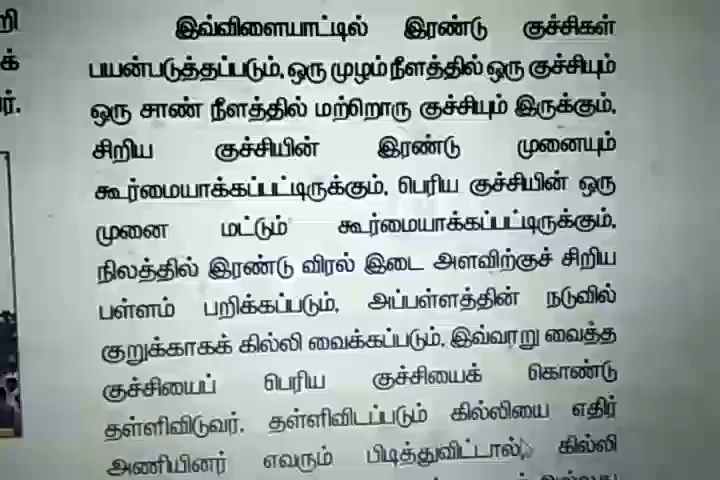 இவ்விளையாட்டில் இரண்டு குச்சிகள்
பயன்படுத்தப்படும். ஒரு முழம் நீளத்தில் ஒரு குச்சியும்
ஒரு சாண் நீளத்தில் மற்றொரு குச்சியும் இருக்கும்.
சிறிய குச்சியின் இரண்டு முனையும்
கூர்மையாக்கப்பட்டிருக்கும். பெரிய குச்சியின் ஒரு
முனை மட்டும் கூர்மையாக்கப்பட்டிருக்கும்.
நிலத்தில் இரண்டு விரல் இடை அளவிற்குச் சிறிய
பள்ளம் பறிக்கப்படும். அப்பள்ளத்தின் நடுவில்
குறுக்காகக் கில்லி வைக்கப்படும். இவ்வாறு வைத்த
குச்சியைப் பெரிய குச்சியைக் கொண்டு
தள்ளிவிடுவர். தள்ளிவிடப்படும் கில்லியை எதிர்
அணியினர் எவரும் பிடித்துவிட்டால், கில்லி